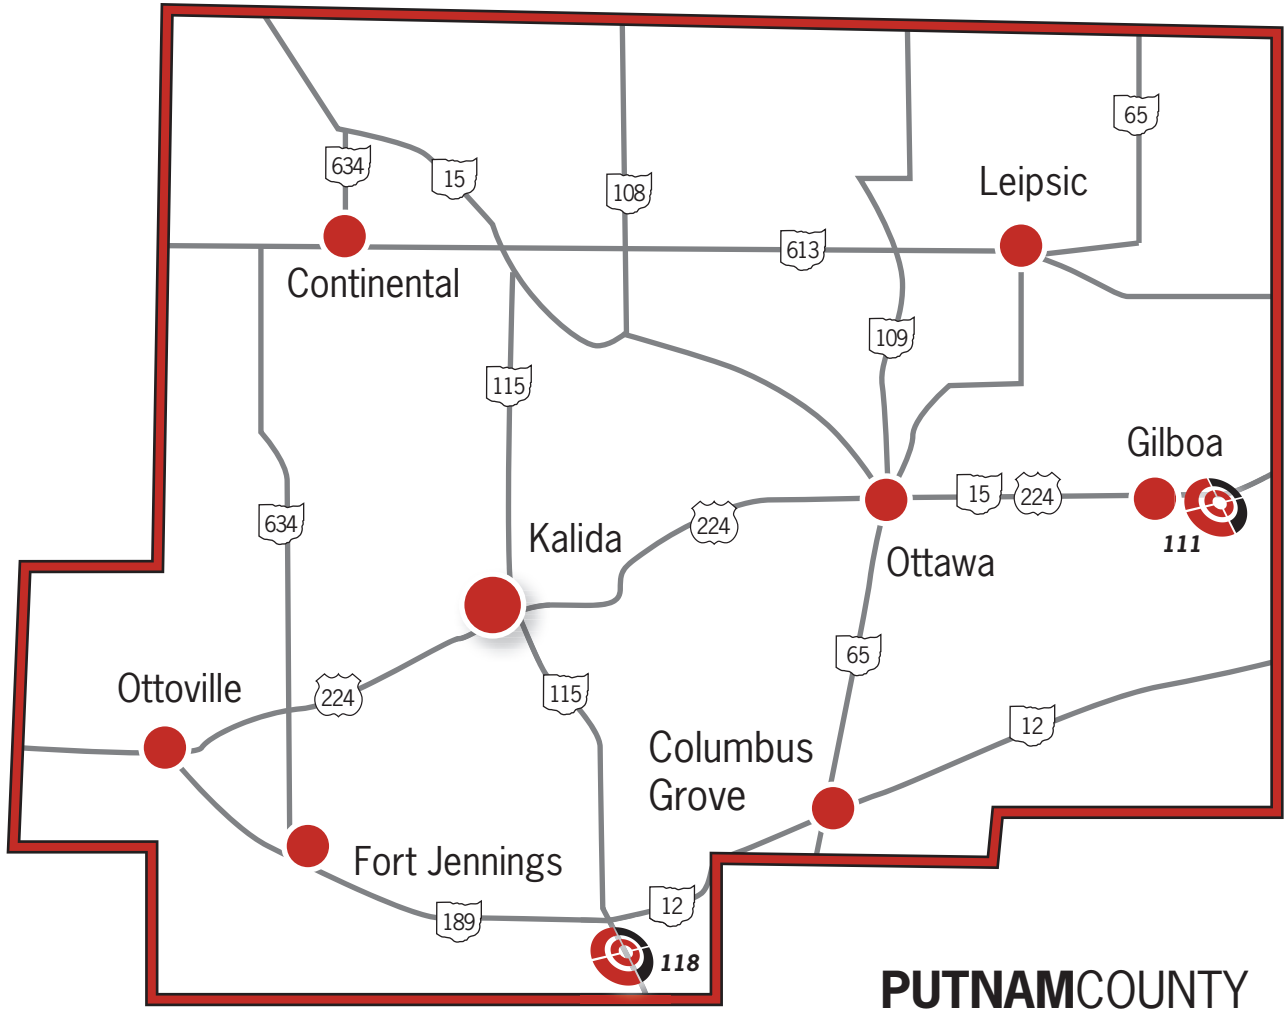 65
634
15
108
Leipsic
613
Continental
109
115
Gilboa
15
224
224
634
Kalida
111
Ottawa
65
Ottoville
224
115
12
Columbus
Grove
Fort Jennings
12
189
118
PUTNAMCOUNTY